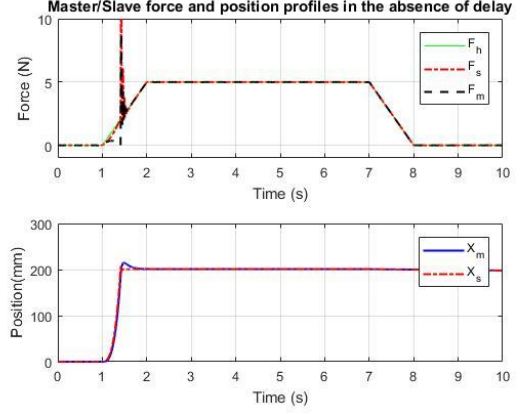 Master/Slave force and position profiles in the absence of delay
10
5
0
Force (N)
F_h
F_s
F_m
0 1 2 3 4 5 6 7 8 9 10
Time (s)
300
200
100
0
Position(mm)
X_m
X_s
0 1 2 3 4 5 6 7 8 9 10
Time (s)